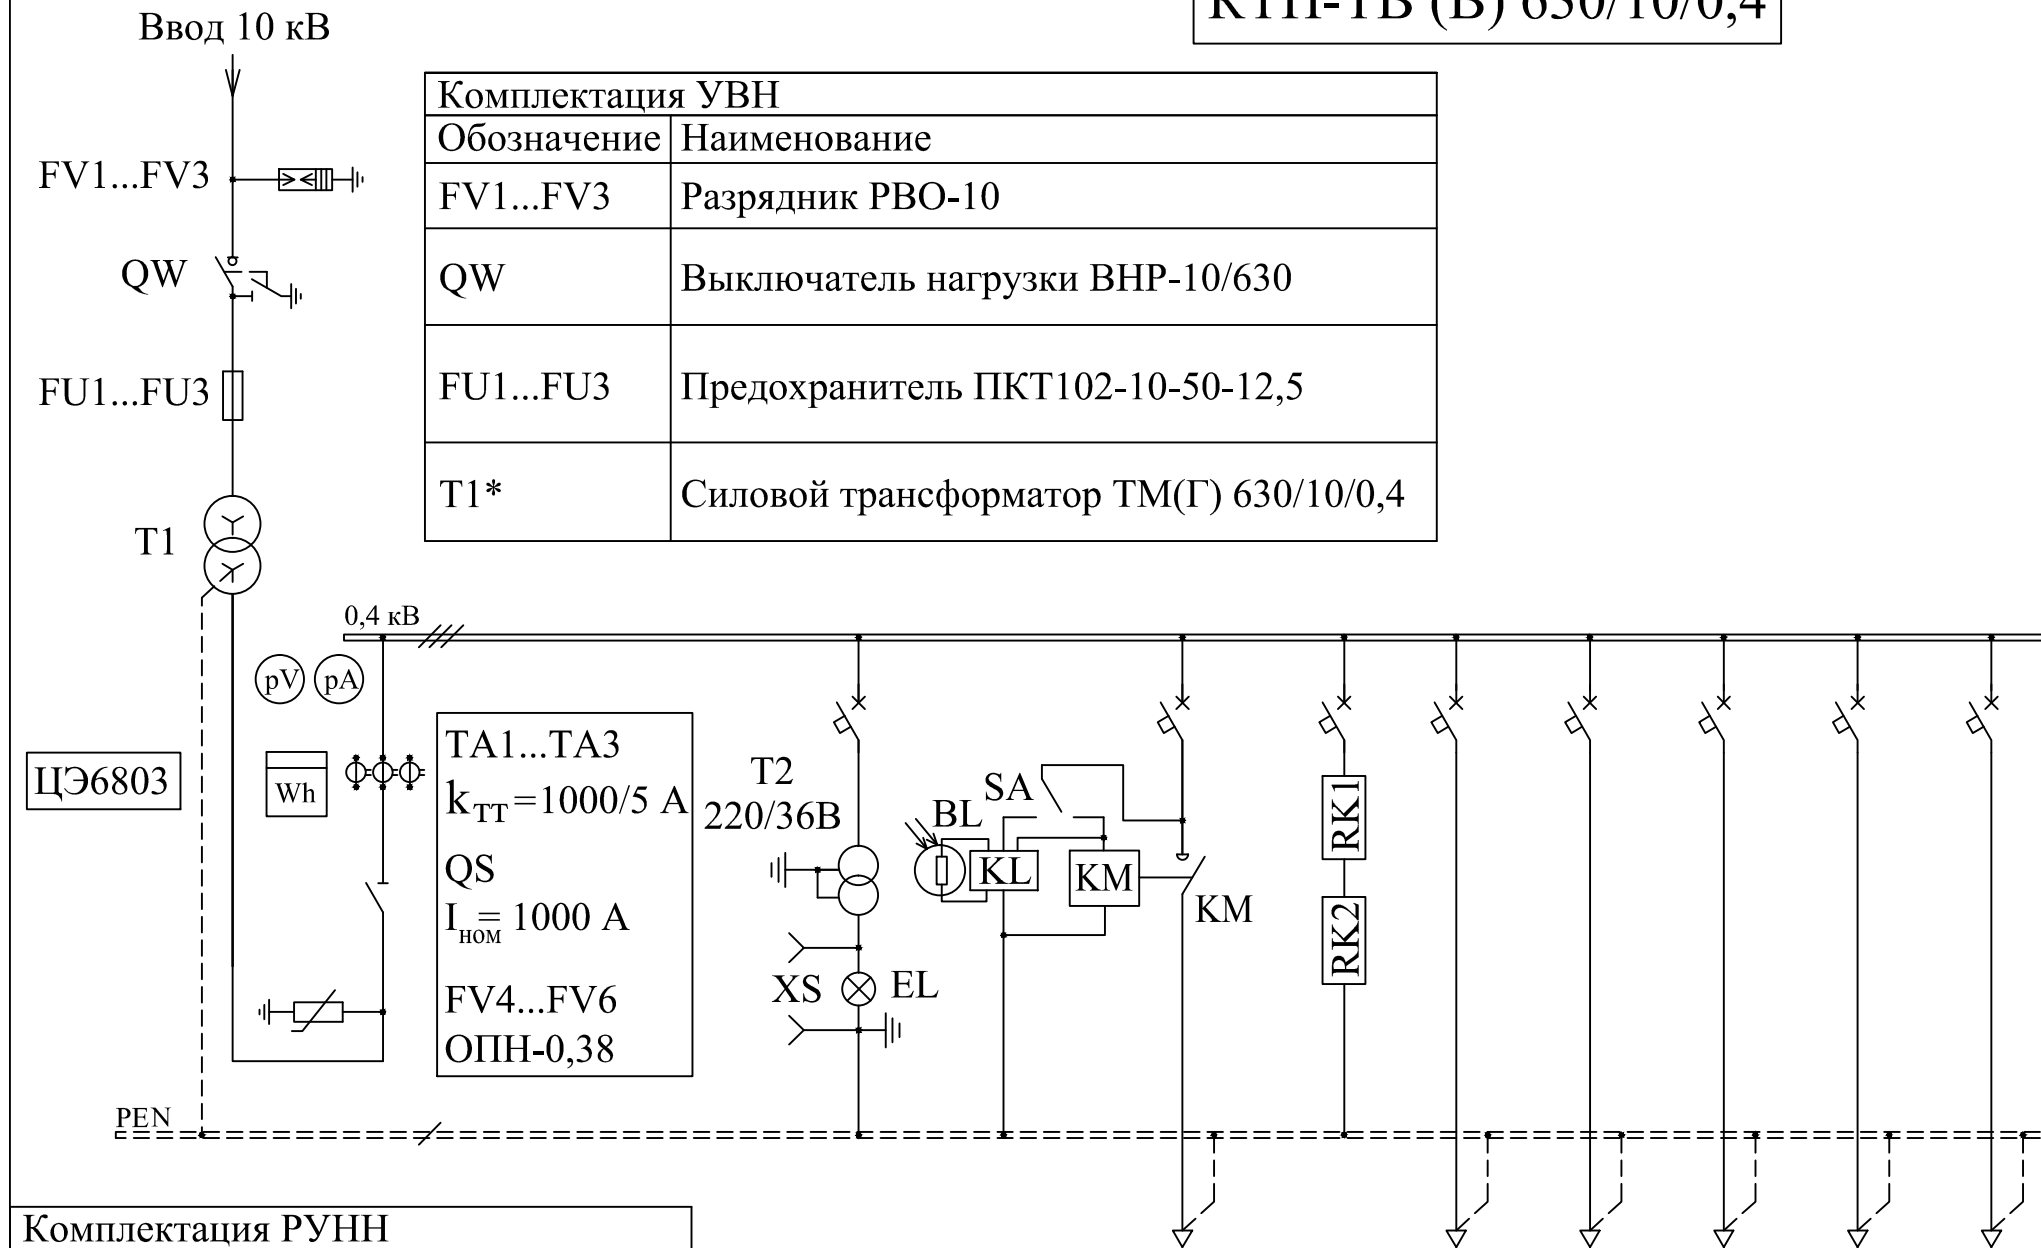 КТП-ТВ (В) 630/10/0,4
Ввод 10 кВ
Комплектация УВН
Обозначение Наименование
FV1...FV3 Разрядник РВО-10
QW Выключатель нагрузки ВНР-10/630
FU1...FU3 Предохранитель ПКТ102-10-50-12,5
Т1* Силовой трансформатор ТМ(Г) 630/10/0,4
FV1...FV3
QW
FU1...FU3
Т1
0,4 кВ
pV pA
ЦЭ6803
Wh
TA1...TA3
kТТ=1000/5 А
QS
Iном= 1000 А
FV4...FV6
ОПН-0,38
T2
220/36В
XS EL
BL SA
KL KM
KM
RK1
RK2
PEN
Комплектация РУНН